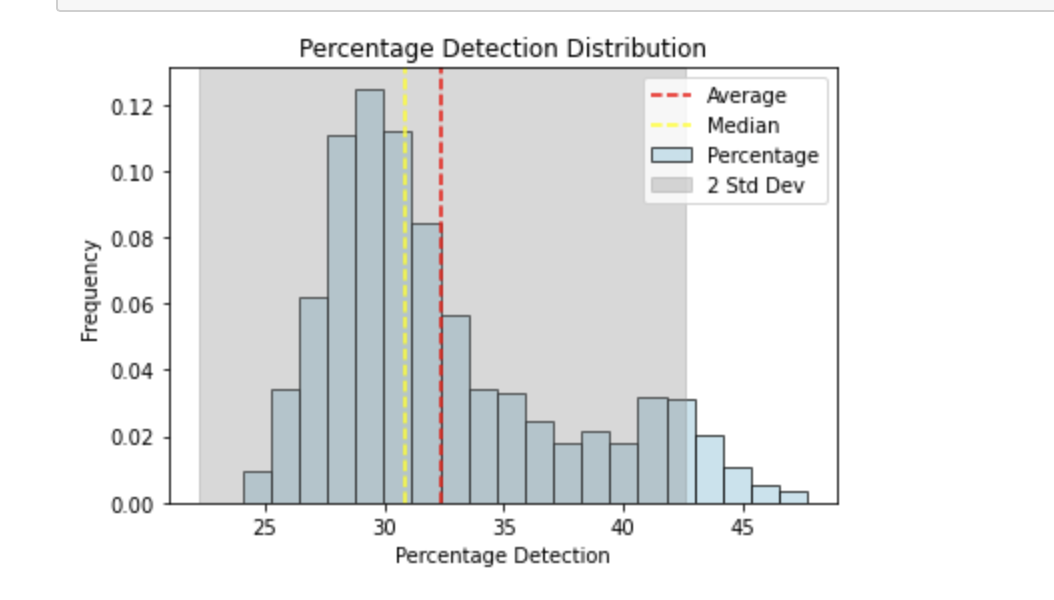 Percentage Detection Distribution
Average
Median
Percentage
2 Std Dev
0.12
0.10
0.08
0.06
0.04
0.02
0.00
Frequency
25 30 35 40 45
Percentage Detection